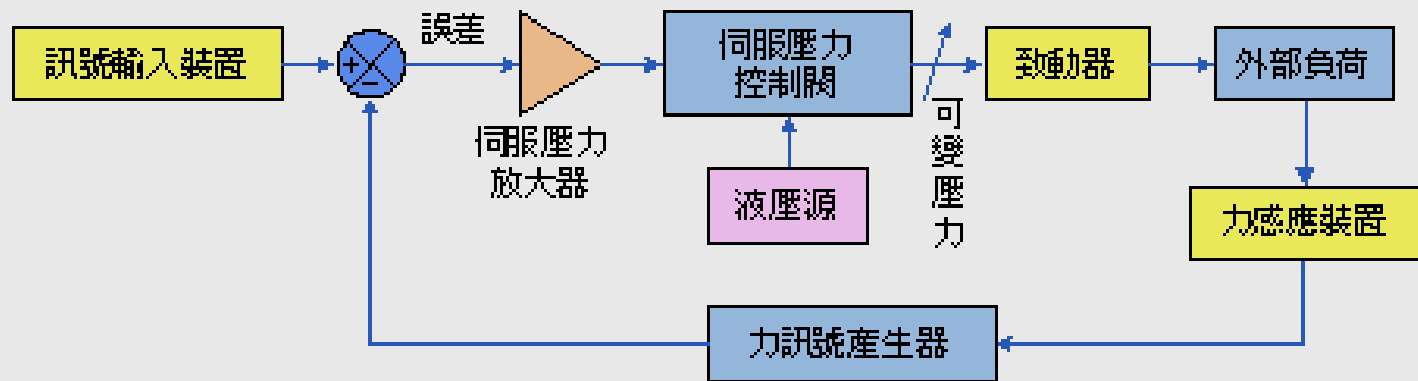 訊號輸入裝置
+
−
誤差
伺服壓力
放大器
伺服壓力
控制閥
液壓源
可變壓力
致動器
外部負荷
力感應裝置
力訊號產生器